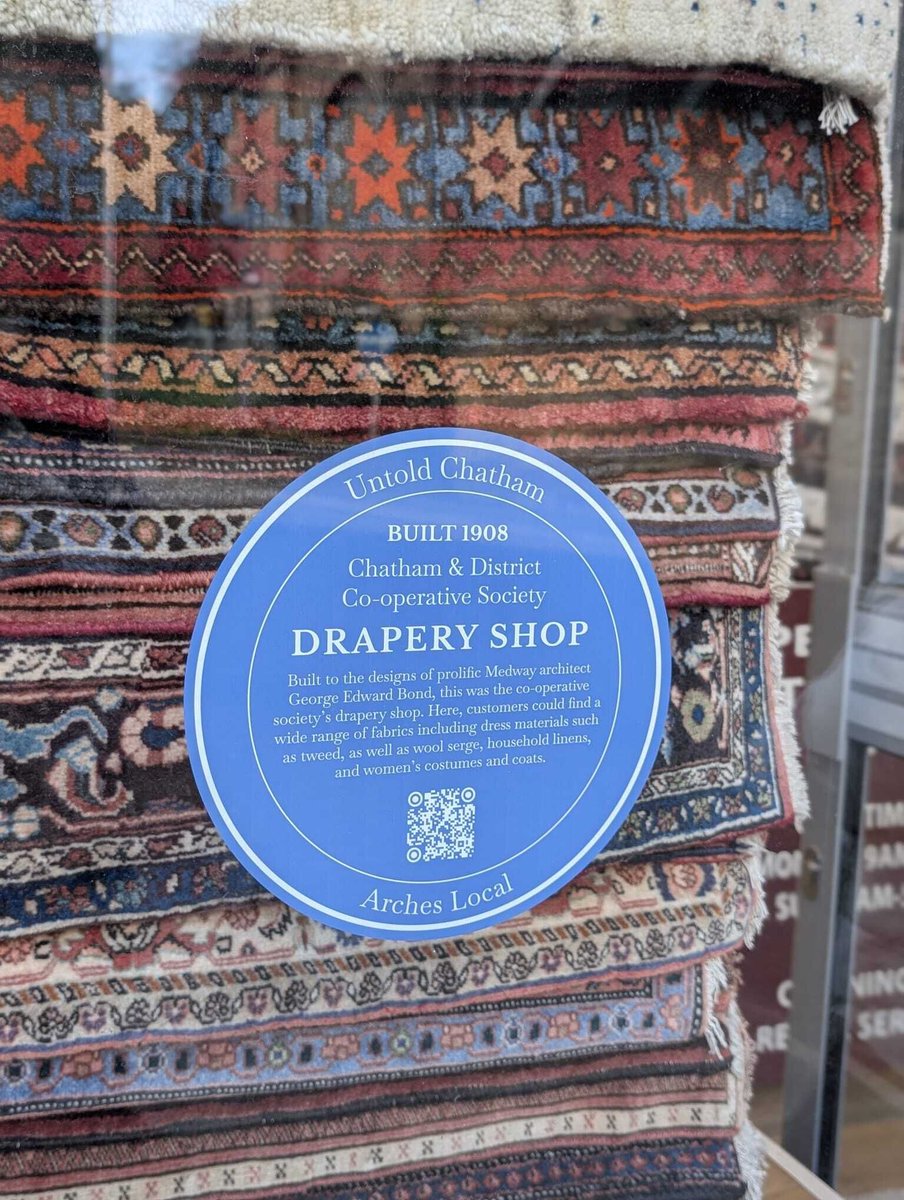 Untold Chatham
BUILT 1908
Chatham & District
Co-operative Society
DRAPERY SHOP
Built to the designs of prolific Medway architect
George Edward Bond, this was the co-operative
society's drapery shop. Here, customers could find a
wide range of fabrics including dress materials such
as tweed, as well as wool serge, household linens,
and women's costumes and coats.
Arches Local